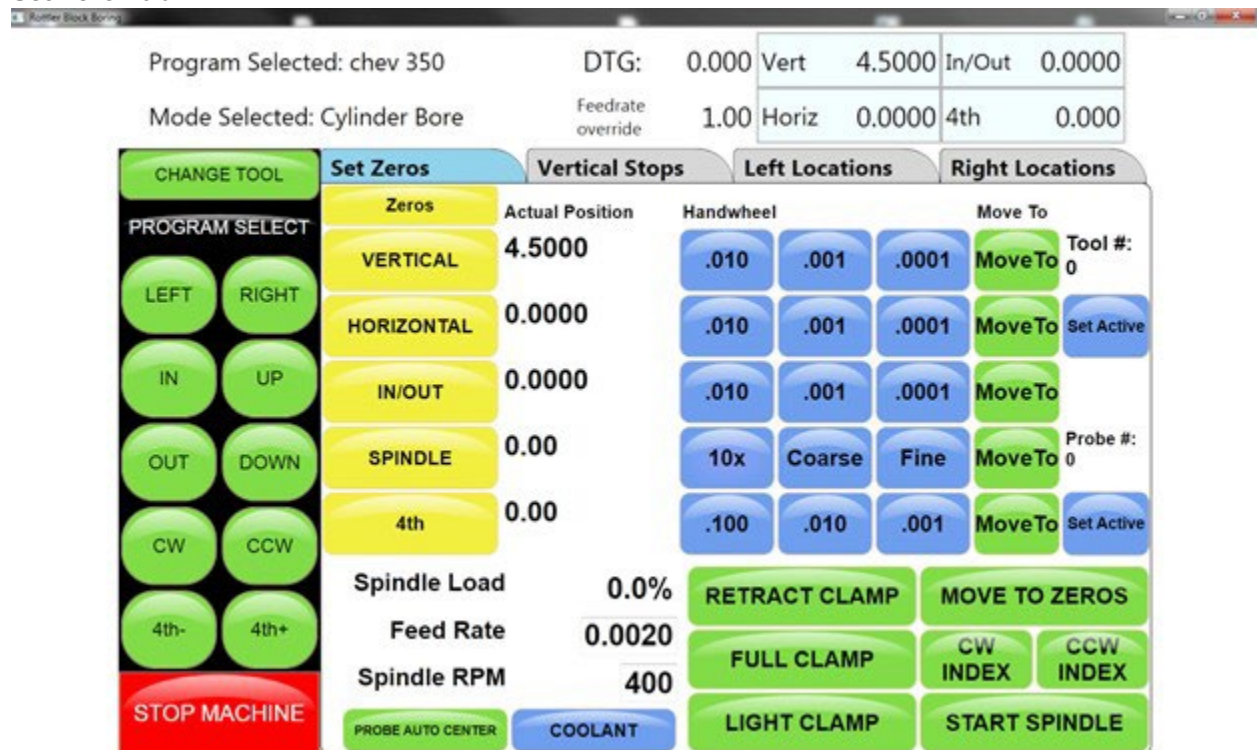 Rottler Block Boring
Program Selected: chev 350
DTG: 0.000
Vert 4.5000
In/Out 0.0000
Mode Selected: Cylinder Bore
Feedrate override 1.00
Horiz 0.0000
4th 0.000
CHANGE TOOL
PROGRAM SELECT
LEFT RIGHT
IN UP
OUT DOWN
CW CCW
4th- 4th+
STOP MACHINE
Set Zeros Vertical Stops Left Locations Right Locations
Zeros Actual Position Handwheel Move To
VERTICAL 4.5000 .010 .001 .0001 MoveTo Tool #: 0
HORIZONTAL 0.0000 .010 .001 .0001 MoveTo Set Active
IN/OUT 0.0000 .010 .001 .0001 MoveTo
SPINDLE 0.00 10x Coarse Fine MoveTo Probe #: 0
4th 0.00 .100 .010 .001 MoveTo Set Active
Spindle Load 0.0%
Feed Rate 0.0020
Spindle RPM 400
PROBE AUTO CENTER COOLANT
RETRACT CLAMP MOVE TO ZEROS
FULL CLAMP CW INDEX CCW INDEX
LIGHT CLAMP START SPINDLE